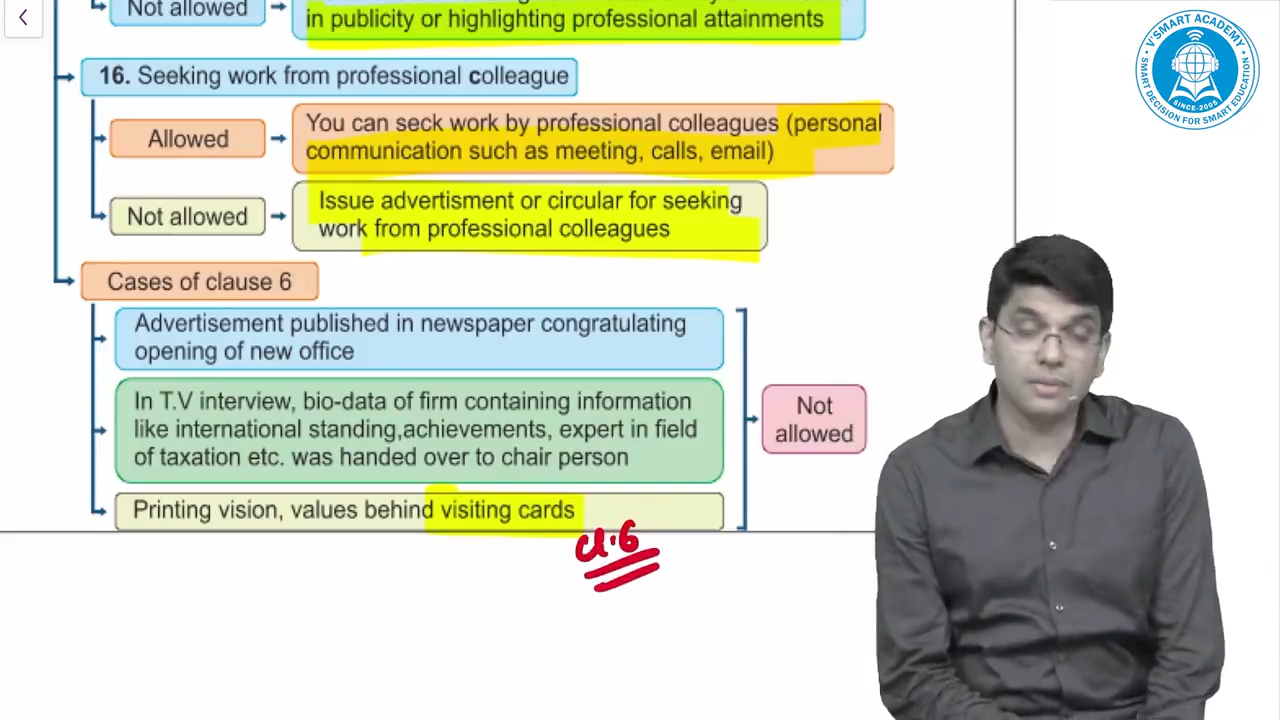 Not allowed
in publicity or highlighting professional attainments
16. Seeking work from professional colleague
Allowed
You can seck work by professional colleagues (personal
communication such as meeting, calls, email)
Not allowed
Issue advertisment or circular for seeking
work from professional colleagues
Cases of clause 6
Advertisement published in newspaper congratulating
opening of new office
In T.V interview, bio-data of firm containing information
like international standing,achievements, expert in field
of taxation etc. was handed over to chair person
Printing vision, values behind visiting cards
Not
allowed
Cl.6
V'SMART ACADEMY
SMART DECISION FOR SMART EDUCATION
SINCE-2006